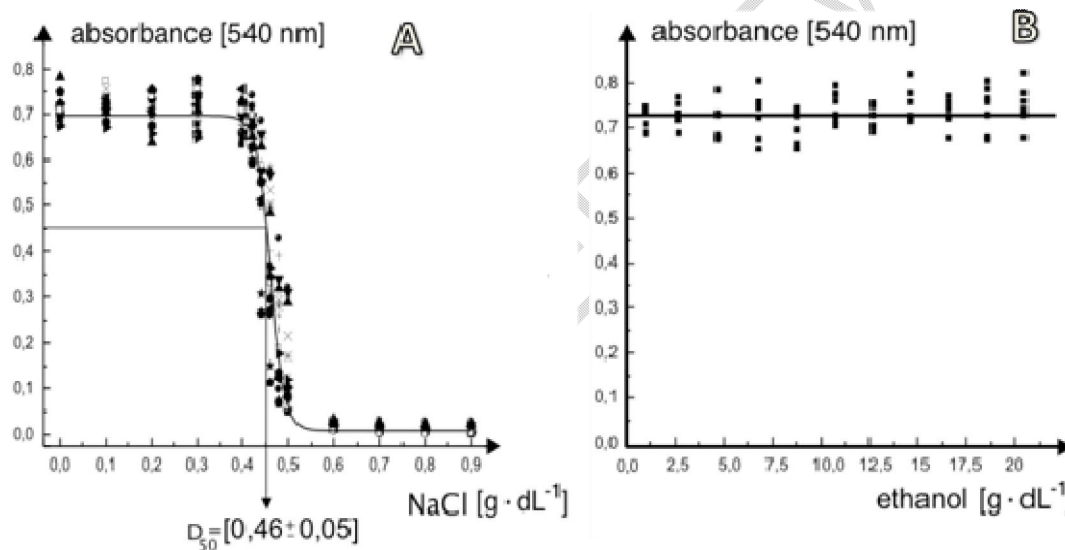 absorbance [540 nm]
A
0,8
0,7
0,6
0,5
0,4
0,3
0,2
0,1
0,0
0,0 0,1 0,2 0,3 0,4 0,5 0,6 0,7 0,8 0,9
NaCl [g · dL⁻¹]
D₅₀=[0,46±0,05]
absorbance [540 nm]
B
0,8
0,7
0,6
0,5
0,4
0,3
0,2
0,1
0,0
0,0 2,5 5,0 7,5 10,0 12,5 15,0 17,5 20
ethanol [g · dL⁻¹]